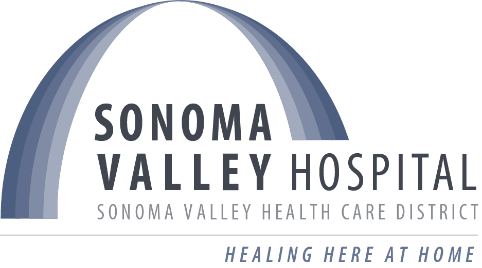 SONOMA
VALLEY HOSPITAL
SONOMA VALLEY HEALTH CARE DISTRICT
HEALING HERE AT HOME